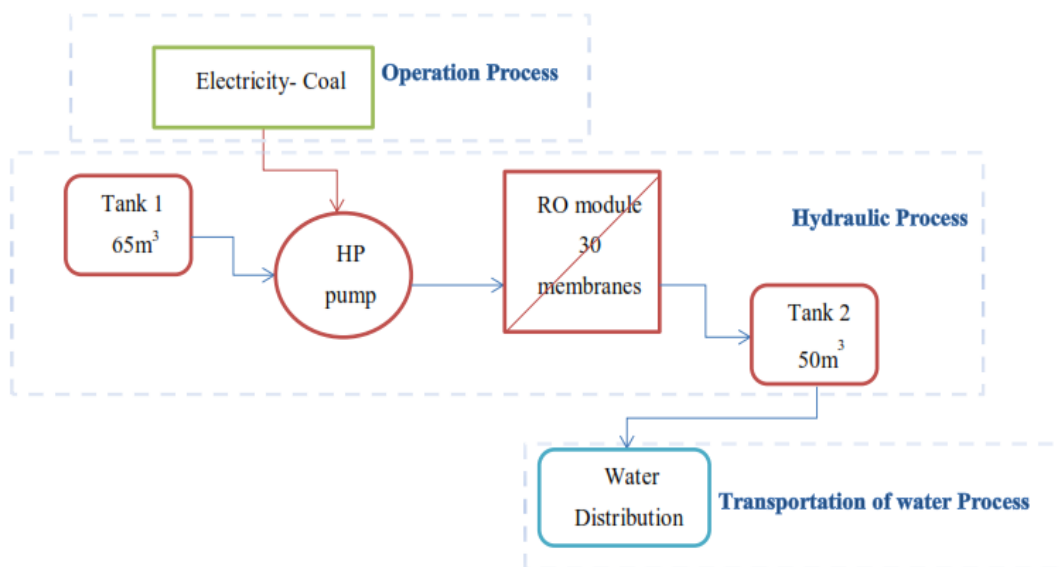 Electricity- Coal
Operation Process
Tank 1
65m³
HP
pump
RO module
30
membranes
Hydraulic Process
Tank 2
50m³
Water
Distribution
Transportation of water Process